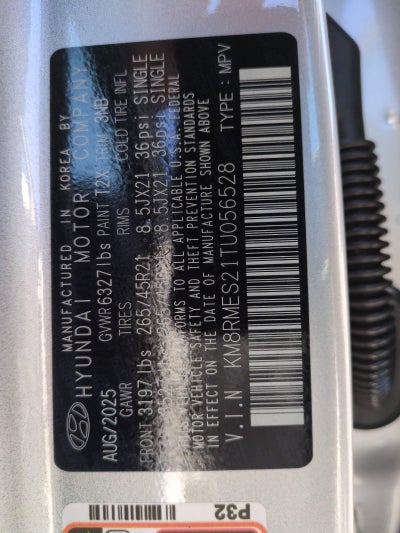 MANUFACTURED IN KOREA BY
HYUNDAI MOTOR COMPANY
AUG/2025 GVWR 6327lbs PAINT T2X TRIM 3HB
GAWR TIRES RIMS COLD TIRE INFL
FRONT 3197 lbs 265/45R21 8.5JX21 36psi SINGLE
8.5JX21 36psi SINGLE
CONFORMS TO ALL APPLICABLE U.S.A. FEDERAL
MOTOR VEHICLE SAFETY AND THEFT PREVENTION STANDARDS
IN EFFECT ON THE DATE OF MANUFACTURE SHOWN ABOVE
V.I.N KM8RMES21TU056528 TYPE : MPV
P32